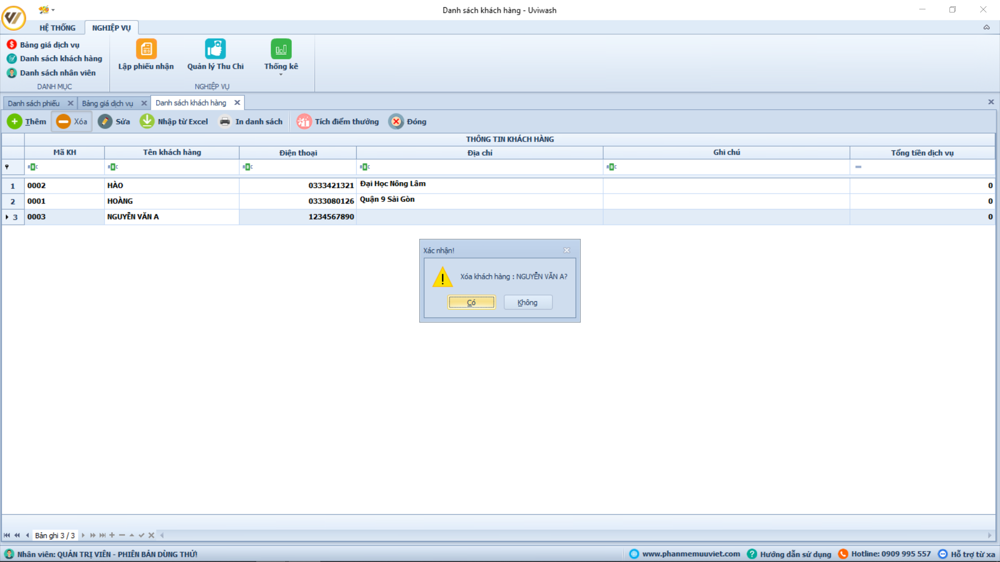 Danh sách khách hàng - Uviwash
HỆ THỐNG
NGHIỆP VỤ
Bảng giá dịch vụ
Danh sách khách hàng
Danh sách nhân viên
DANH MỤC
Lập phiếu nhận
Quản lý Thu Chi
Thống kê
NGHIỆP VỤ
Danh sách phiếu
Bảng giá dịch vụ
Danh sách khách hàng
Thêm
Xóa
Sửa
Nhập từ Excel
In danh sách
Tích điểm thưởng
Đóng
THÔNG TIN KHÁCH HÀNG
Mã KH Tên khách hàng Điện thoại Địa chỉ Ghi chú Tổng tiền dịch vụ
ABC ABC ABC ABC ABC =
1 0002 HÀO 0333421321 Đại Học Nông Lâm 0
2 0001 HOÀNG 0333080126 Quận 9 Sài Gòn 0
3 0003 NGUYỄN VĂN A 1234567890 0
Xác nhận!
Xóa khách hàng : NGUYỄN VĂN A?
Có
Không
Bản ghi 3 / 3
Nhân viên: QUẢN TRỊ VIÊN - PHIÊN BẢN DÙNG THỬ!
www.phanmemuuviet.com
Hướng dẫn sử dụng
Hotline: 0909 995 557
Hỗ trợ từ xa